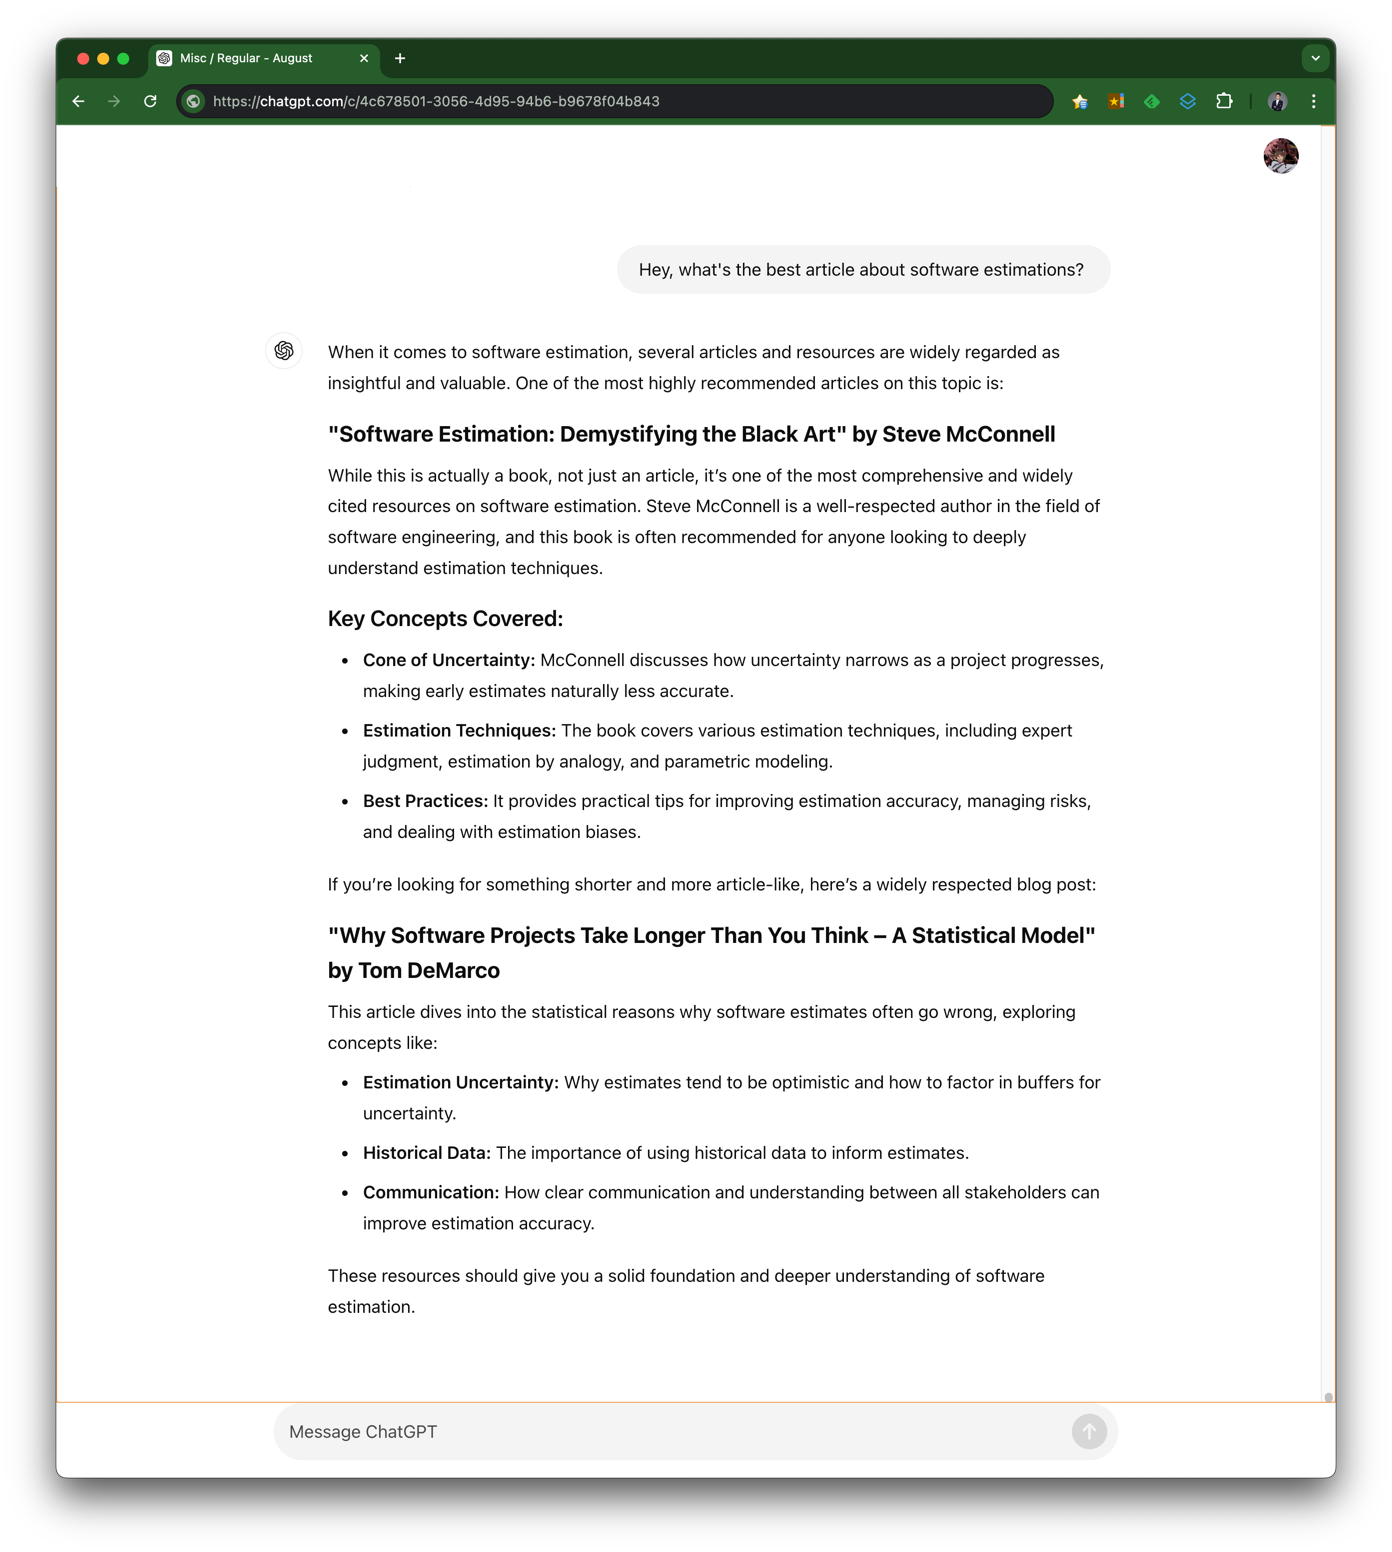 Misc / Regular - August
https://chatgpt.com/c/4c678501-3056-4d95-94b6-b9678f04b843
Hey, what's the best article about software estimations?
When it comes to software estimation, several articles and resources are widely regarded as
insightful and valuable. One of the most highly recommended articles on this topic is:
"Software Estimation: Demystifying the Black Art" by Steve McConnell
While this is actually a book, not just an article, it’s one of the most comprehensive and widely
cited resources on software estimation. Steve McConnell is a well-respected author in the field of
software engineering, and this book is often recommended for anyone looking to deeply
understand estimation techniques.
Key Concepts Covered:
• Cone of Uncertainty: McConnell discusses how uncertainty narrows as a project progresses,
making early estimates naturally less accurate.
• Estimation Techniques: The book covers various estimation techniques, including expert
judgment, estimation by analogy, and parametric modeling.
• Best Practices: It provides practical tips for improving estimation accuracy, managing risks,
and dealing with estimation biases.
If you’re looking for something shorter and more article-like, here’s a widely respected blog post:
"Why Software Projects Take Longer Than You Think – A Statistical Model"
by Tom DeMarco
This article dives into the statistical reasons why software estimates often go wrong, exploring
concepts like:
• Estimation Uncertainty: Why estimates tend to be optimistic and how to factor in buffers for
uncertainty.
• Historical Data: The importance of using historical data to inform estimates.
• Communication: How clear communication and understanding between all stakeholders can
improve estimation accuracy.
These resources should give you a solid foundation and deeper understanding of software
estimation.
Message ChatGPT